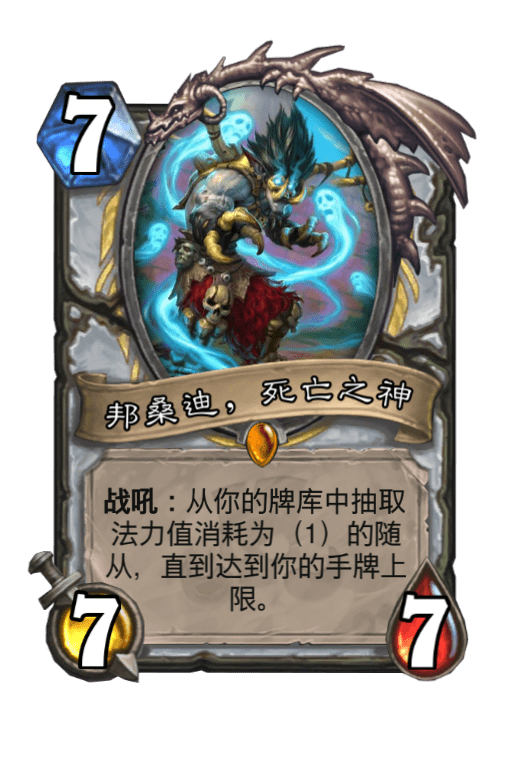 7
邦桑迪，死亡之神
战吼：从你的牌库中抽取
法力值消耗为（1）的随
从，直到达到你的手牌上
限。
7
7